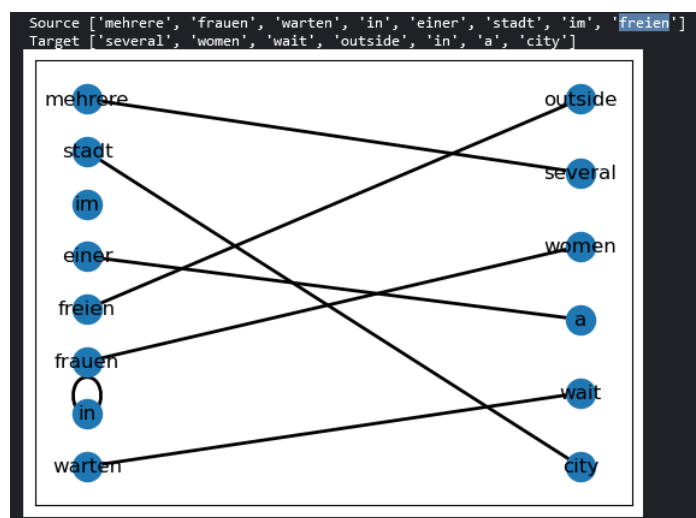 Source ['mehrere', 'frauen', 'warten', 'in', 'einer', 'stadt', 'im', 'freien']
Target ['several', 'women', 'wait', 'outside', 'in', 'a', 'city']
mehrere
outside
stadt
several
im
women
einer
freien
a
frauen
wait
in
warten
city